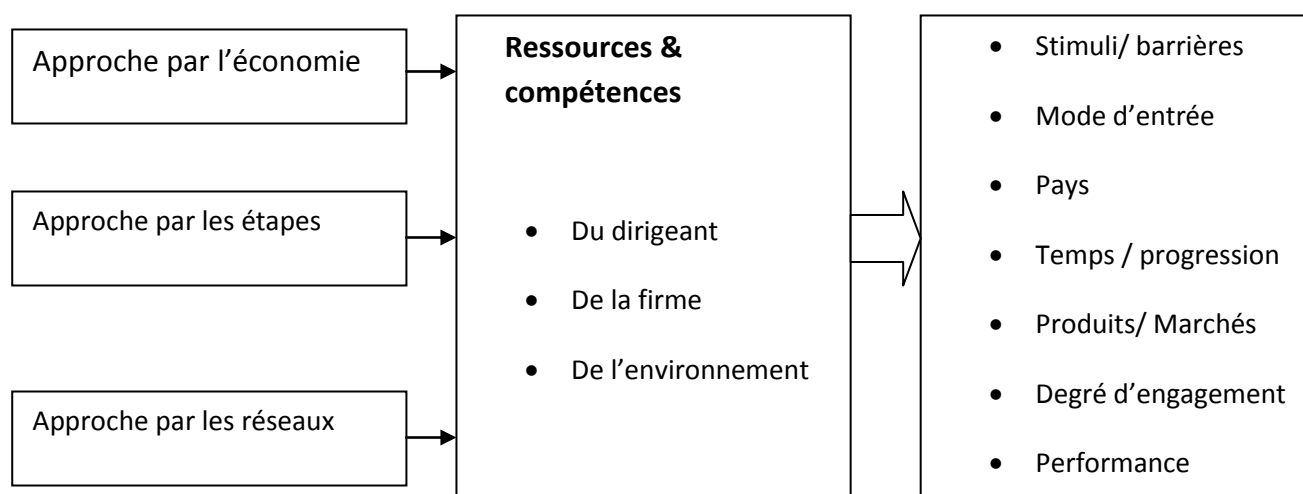 Approche par l’économie
Approche par les étapes
Approche par les réseaux
Ressources &
compétences
• Du dirigeant
• De la firme
• De l’environnement
• Stimuli/ barrières
• Mode d’entrée
• Pays
• Temps / progression
• Produits/ Marchés
• Degré d’engagement
• Performance